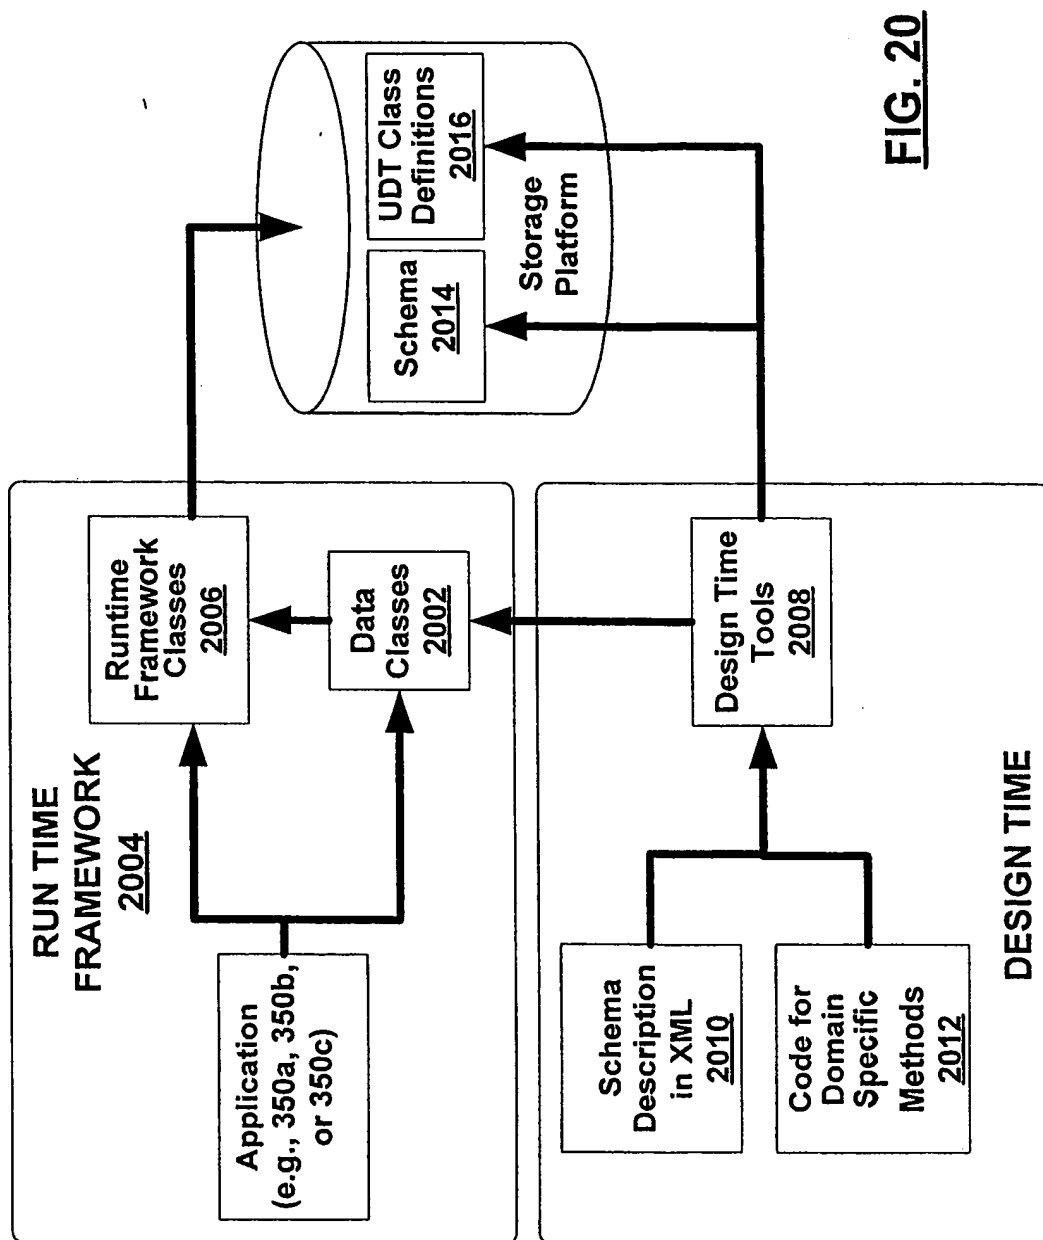 RUN TIME
FRAMEWORK
2004
Application
(e.g., 350a, 350b,
or 350c)
Runtime
Framework
Classes
2006
Data
Classes
2002
Schema
2014
UDT Class
Definitions
2016
Storage
Platform
Schema
Description
in XML
2010
Code for
Domain
Specific
Methods
2012
Design Time
Tools
2008
DESIGN TIME
FIG. 20